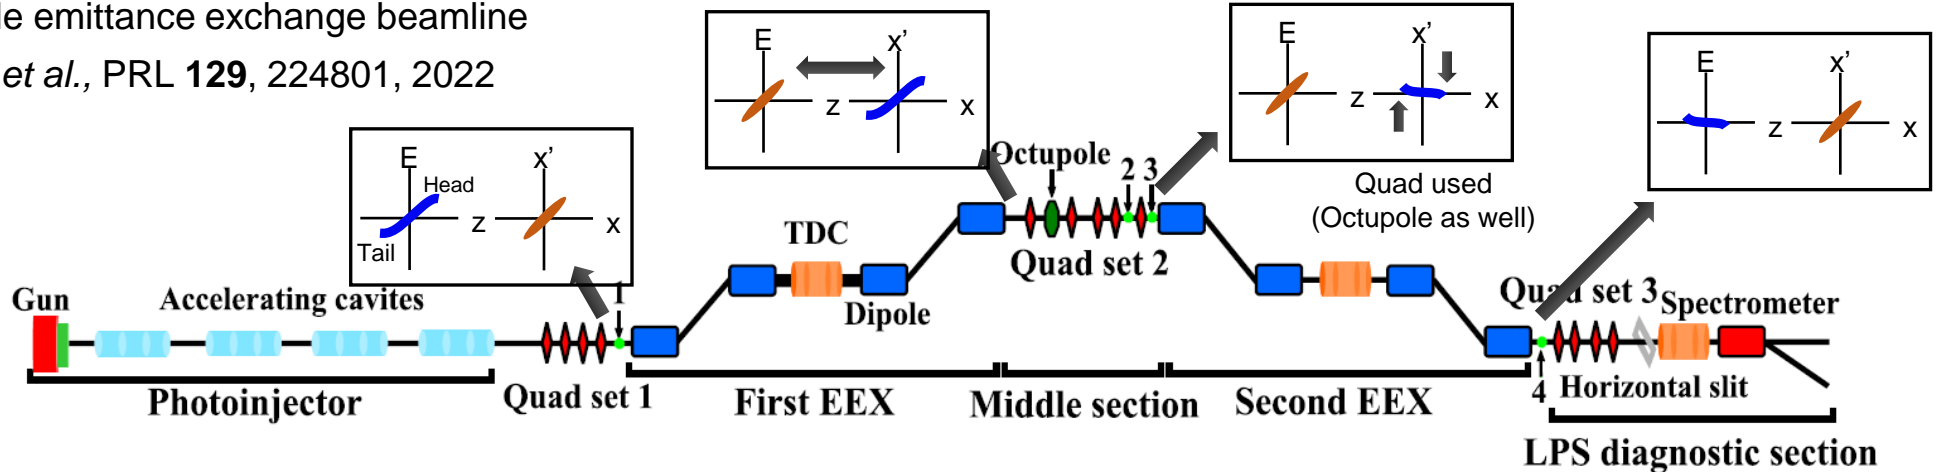 le emittance exchange beamline
et al., PRL 129, 224801, 2022
E
x'
z
x
Head
Tail
E
x'
z
x
E
x'
z
x
Quad used
(Octupole as well)
E
x'
z
x
Gun
Accelerating cavites
1
TDC
Dipole
Octupole
2 3
Quad set 2
Quad set 3
Spectrometer
Photoinjector
Quad set 1
First EEX
Middle section
Second EEX
4
Horizontal slit
LPS diagnostic section